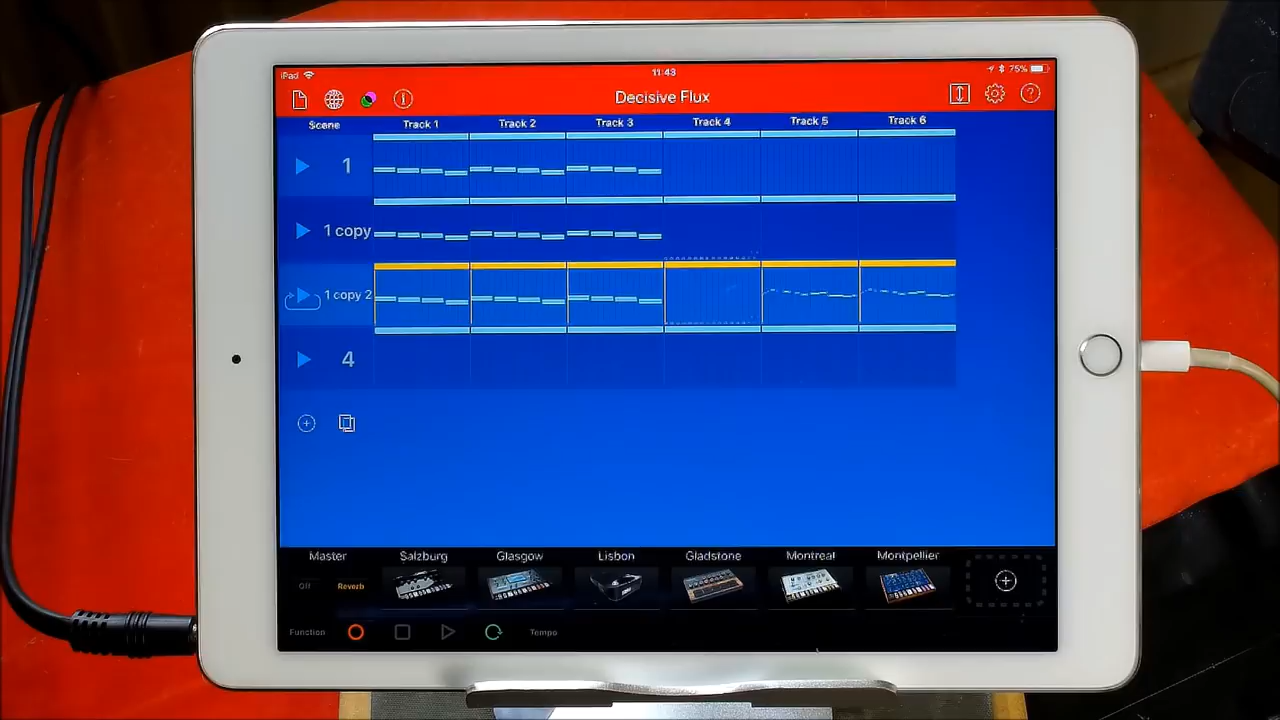 iPad 11:43 75%
Decisive Flux
Scene Track 1 Track 2 Track 3 Track 4 Track 5 Track 6
1
1 copy
1 copy 2
4
Master Salzburg Glasgow Lisbon Gladstone Montreal Montpellier
Off Reverb
Function Tempo